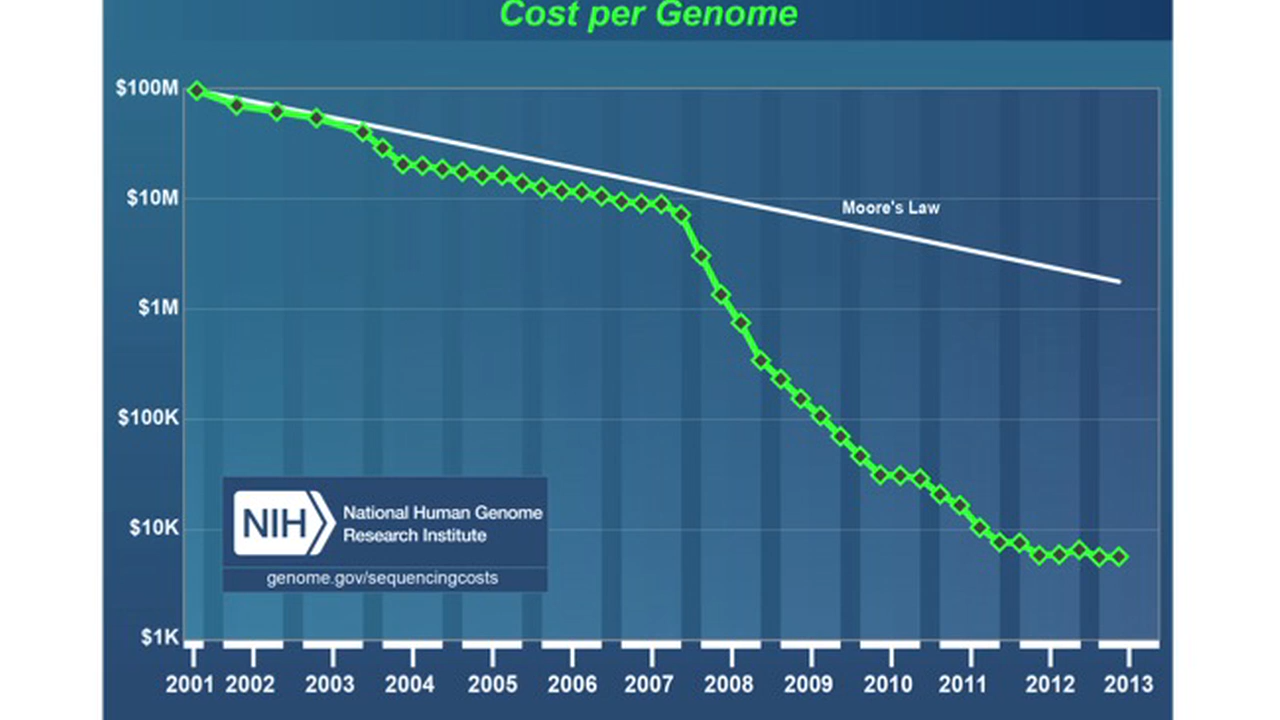 Cost per Genome
$100M
$10M
$1M
$100K
$10K
$1K
Moore's Law
NIH
National Human Genome
Research Institute
genome.gov/sequencingcosts
2001 2002 2003 2004 2005 2006 2007 2008 2009 2010 2011 2012 2013